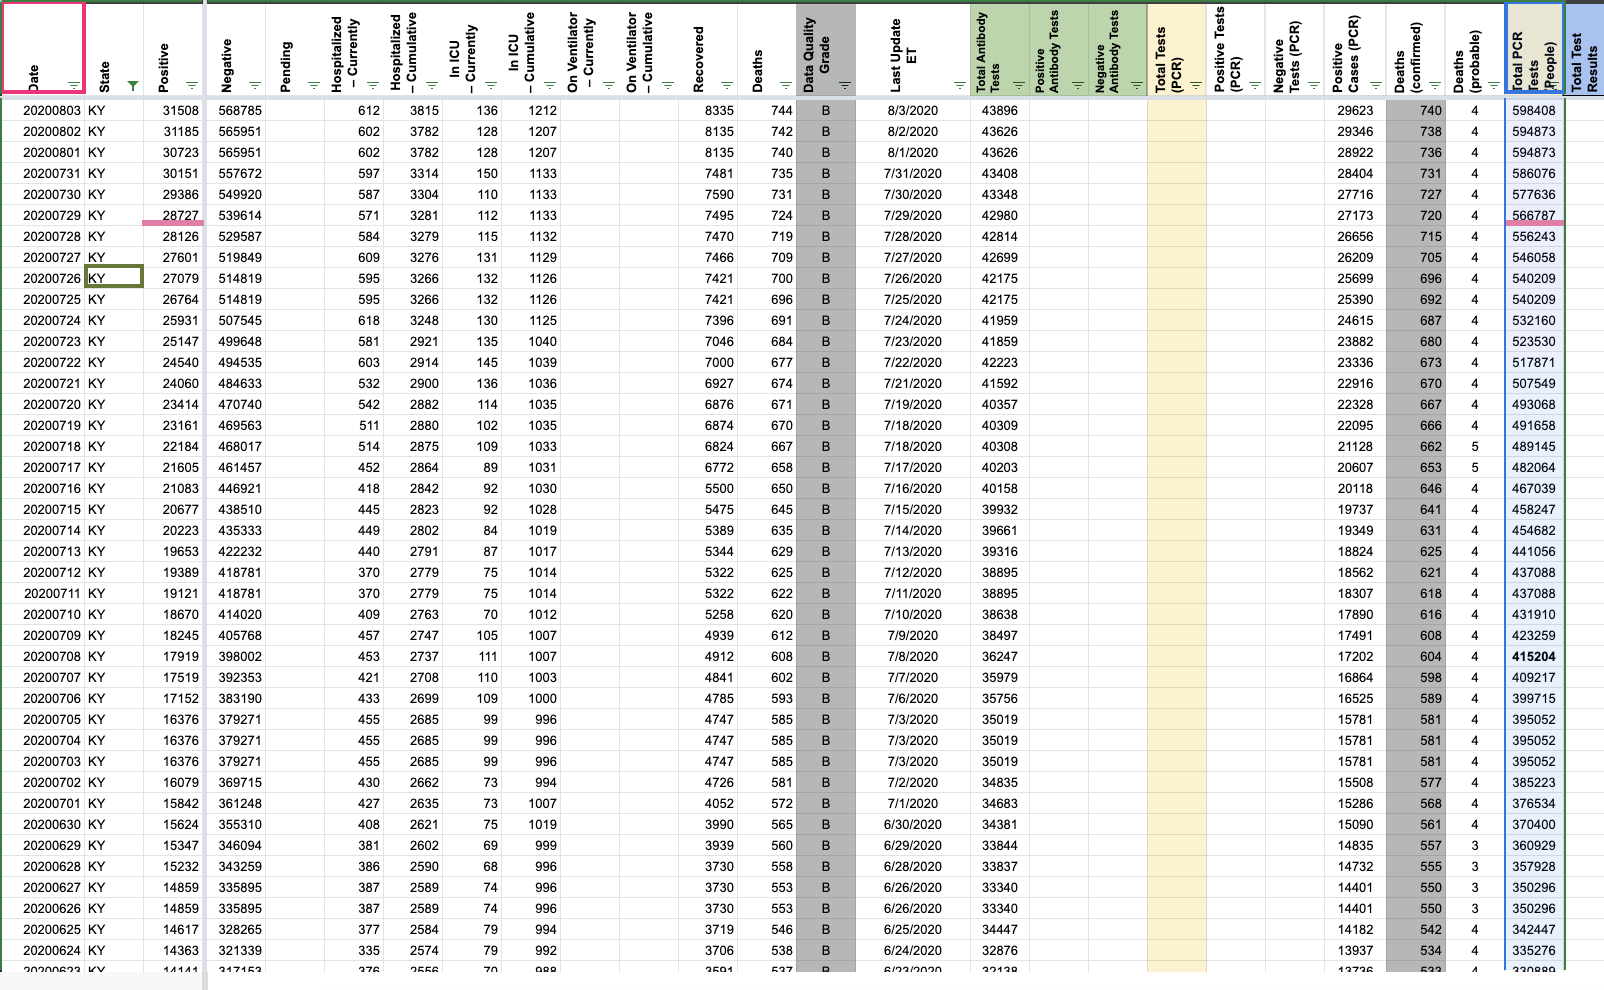 Date State Positive Negative Pending Hospitalized – Currently Hospitalized – Cumulative In ICU – Currently In ICU – Cumulative On Ventilator – Currently On Ventilator – Cumulative Recovered Deaths Data Quality Grade Last Update ET Total Antibody Tests Positive Antibody Tests Negative Antibody Tests Total Tests (PCR) Positive Tests (PCR) Negative Tests (PCR) Positive Cases (PCR) Deaths (confirmed) Deaths (probable) Total PCR Tests (People) Total Test Results
20200803 KY 31508 568785 612 3815 136 1212 8335 744 B 8/3/2020 43896 29623 740 4 598408
20200802 KY 31185 565951 602 3782 128 1207 8135 742 B 8/2/2020 43626 29346 738 4 594873
20200801 KY 30723 565951 602 3782 128 1207 8135 740 B 8/1/2020 43626 28922 736 4 594873
20200731 KY 30151 557672 597 3314 150 1133 7481 735 B 7/31/2020 43408 28404 731 4 586076
20200730 KY 29386 549920 587 3304 110 1133 7590 731 B 7/30/2020 43348 27716 727 4 577636
20200729 KY 28727 539614 571 3281 112 1133 7495 724 B 7/29/2020 42980 27173 720 4 566787
20200728 KY 28126 529587 584 3279 115 1132 7470 719 B 7/28/2020 42814 26656 715 4 556243
20200727 KY 27601 519849 609 3276 131 1129 7466 709 B 7/27/2020 42699 26209 705 4 546058
20200726 KY 27079 514819 595 3266 132 1126 7421 700 B 7/26/2020 42175 25699 696 4 540209
20200725 KY 26764 514819 595 3266 132 1126 7421 696 B 7/25/2020 42175 25390 692 4 540209
20200724 KY 25931 507545 618 3248 130 1125 7396 691 B 7/24/2020 41959 24615 687 4 532160
20200723 KY 25147 499648 581 2921 135 1040 7046 684 B 7/23/2020 41859 23882 680 4 523530
20200722 KY 24540 494535 603 2914 145 1039 7000 677 B 7/22/2020 42223 23336 673 4 517871
20200721 KY 24060 484633 532 2900 136 1036 6927 674 B 7/21/2020 41592 22916 670 4 507549
20200720 KY 23414 470740 542 2882 114 1035 6876 671 B 7/19/2020 40357 22328 667 4 493068
20200719 KY 23161 469563 511 2880 102 1035 6874 670 B 7/18/2020 40309 22095 666 4 491658
20200718 KY 22184 468017 514 2875 109 1033 6824 667 B 7/18/2020 40308 21128 662 5 489145
20200717 KY 21605 461457 452 2864 89 1031 6772 658 B 7/17/2020 40203 20607 653 5 482064
20200716 KY 21083 446921 418 2842 92 1030 5500 650 B 7/16/2020 40158 20118 646 4 467039
20200715 KY 20677 438510 445 2823 92 1028 5475 645 B 7/15/2020 39932 19737 641 4 458247
20200714 KY 20223 435333 449 2802 84 1019 5389 635 B 7/14/2020 39661 19349 631 4 454682
20200713 KY 19653 422232 440 2791 87 1017 5344 629 B 7/13/2020 39316 18824 625 4 441056
20200712 KY 19389 418781 370 2779 75 1014 5322 625 B 7/12/2020 38895 18562 621 4 437088
20200711 KY 19121 418781 370 2779 75 1014 5322 622 B 7/11/2020 38895 18307 618 4 437088
20200710 KY 18670 414020 409 2763 70 1012 5258 620 B 7/10/2020 38638 17890 616 4 431910
20200709 KY 18245 405768 457 2747 105 1007 4939 612 B 7/9/2020 38497 17491 608 4 423259
20200708 KY 17919 398002 453 2737 111 1007 4912 608 B 7/8/2020 36247 17202 604 4 415204
20200707 KY 17519 392353 421 2708 110 1003 4841 602 B 7/7/2020 35979 16864 598 4 409217
20200706 KY 17152 383190 433 2699 109 1000 4785 593 B 7/6/2020 35756 16525 589 4 399715
20200705 KY 16376 379271 455 2685 99 996 4747 585 B 7/3/2020 35019 15781 581 4 395052
20200704 KY 16376 379271 455 2685 99 996 4747 585 B 7/3/2020 35019 15781 581 4 395052
20200703 KY 16376 379271 455 2685 99 996 4747 585 B 7/3/2020 35019 15781 581 4 395052
20200702 KY 16079 369715 430 2662 73 994 4726 581 B 7/2/2020 34835 15508 577 4 385223
20200701 KY 15842 361248 427 2635 73 1007 4052 572 B 7/1/2020 34683 15286 568 4 376534
20200630 KY 15624 355310 408 2621 75 1019 3990 565 B 6/30/2020 34381 15090 561 4 370400
20200629 KY 15347 346094 381 2602 69 999 3939 560 B 6/29/2020 33844 14835 557 3 360929
20200628 KY 15232 343259 386 2590 68 996 3730 558 B 6/28/2020 33837 14732 555 3 357928
20200627 KY 14859 335895 387 2589 74 996 3730 553 B 6/26/2020 33340 14401 550 3 350296
20200626 KY 14859 335895 387 2589 74 996 3730 553 B 6/26/2020 33340 14401 550 3 350296
20200625 KY 14617 328265 377 2584 79 994 3719 546 B 6/25/2020 34447 14182 542 4 342447
20200624 KY 14363 321339 335 2574 79 992 3706 538 B 6/24/2020 32876 13937 534 4 335276
20200623 KY 14141 317153 376 2556 70 988 3591 537 B 6/23/2020 32138 13736 533 4 330889